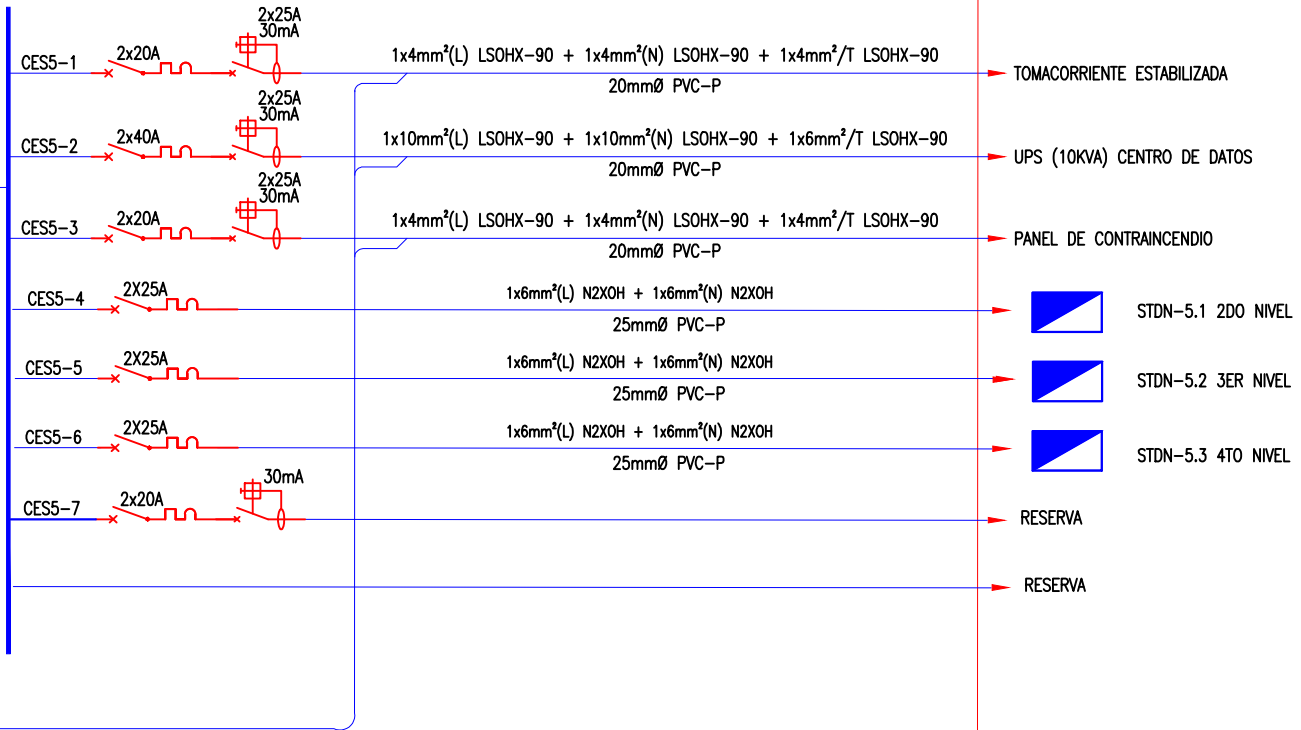 2x25A
30mA
CES5-1
2x20A
1x4mm²(L) LSOHX-90 + 1x4mm²(N) LSOHX-90 + 1x4mm²/T LSOHX-90
20mmØ PVC-P
TOMACORRIENTE ESTABILIZADA
2x25A
30mA
CES5-2
2x40A
1x10mm²(L) LSOHX-90 + 1x10mm²(N) LSOHX-90 + 1x6mm²/T LSOHX-90
20mmØ PVC-P
UPS (10KVA) CENTRO DE DATOS
2x25A
30mA
CES5-3
2x20A
1x4mm²(L) LSOHX-90 + 1x4mm²(N) LSOHX-90 + 1x4mm²/T LSOHX-90
20mmØ PVC-P
PANEL DE CONTRAINCENDIO
CES5-4
2X25A
1x6mm²(L) N2XOH + 1x6mm²(N) N2XOH
25mmØ PVC-P
STDN-5.1 2DO NIVEL
CES5-5
2X25A
1x6mm²(L) N2XOH + 1x6mm²(N) N2XOH
25mmØ PVC-P
STDN-5.2 3ER NIVEL
CES5-6
2X25A
1x6mm²(L) N2XOH + 1x6mm²(N) N2XOH
25mmØ PVC-P
STDN-5.3 4TO NIVEL
CES5-7
2x20A
30mA
RESERVA
RESERVA